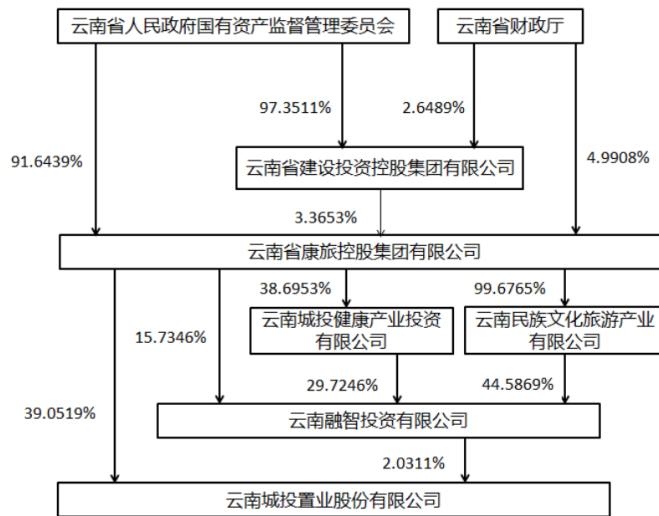 云南省人民政府国有资产监督管理委员会
云南省财政厅
97.3511%
2.6489%
91.6439%
4.9908%
云南省建设投资控股集团有限公司
3.3653%
云南省康旅控股集团有限公司
38.6953%
99.6765%
15.7346%
云南城投健康产业投资
有限公司
云南民族文化旅游产业
有限公司
29.7246%
44.5869%
39.0519%
云南融智投资有限公司
2.0311%
云南城投置业股份有限公司